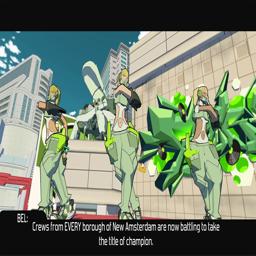 BEL:
Crews from EVERY borough of New Amsterdam are now battling to take
the title of champion.